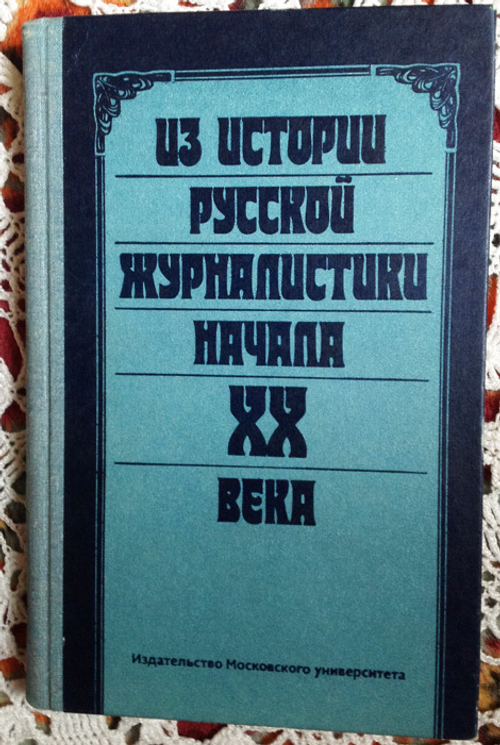 ИЗ ИСТОРИИ
РУССКОЙ
ЖУРНАЛИСТИКИ
НАЧАЛА
XX
ВЕКА
Издательство Московского университета